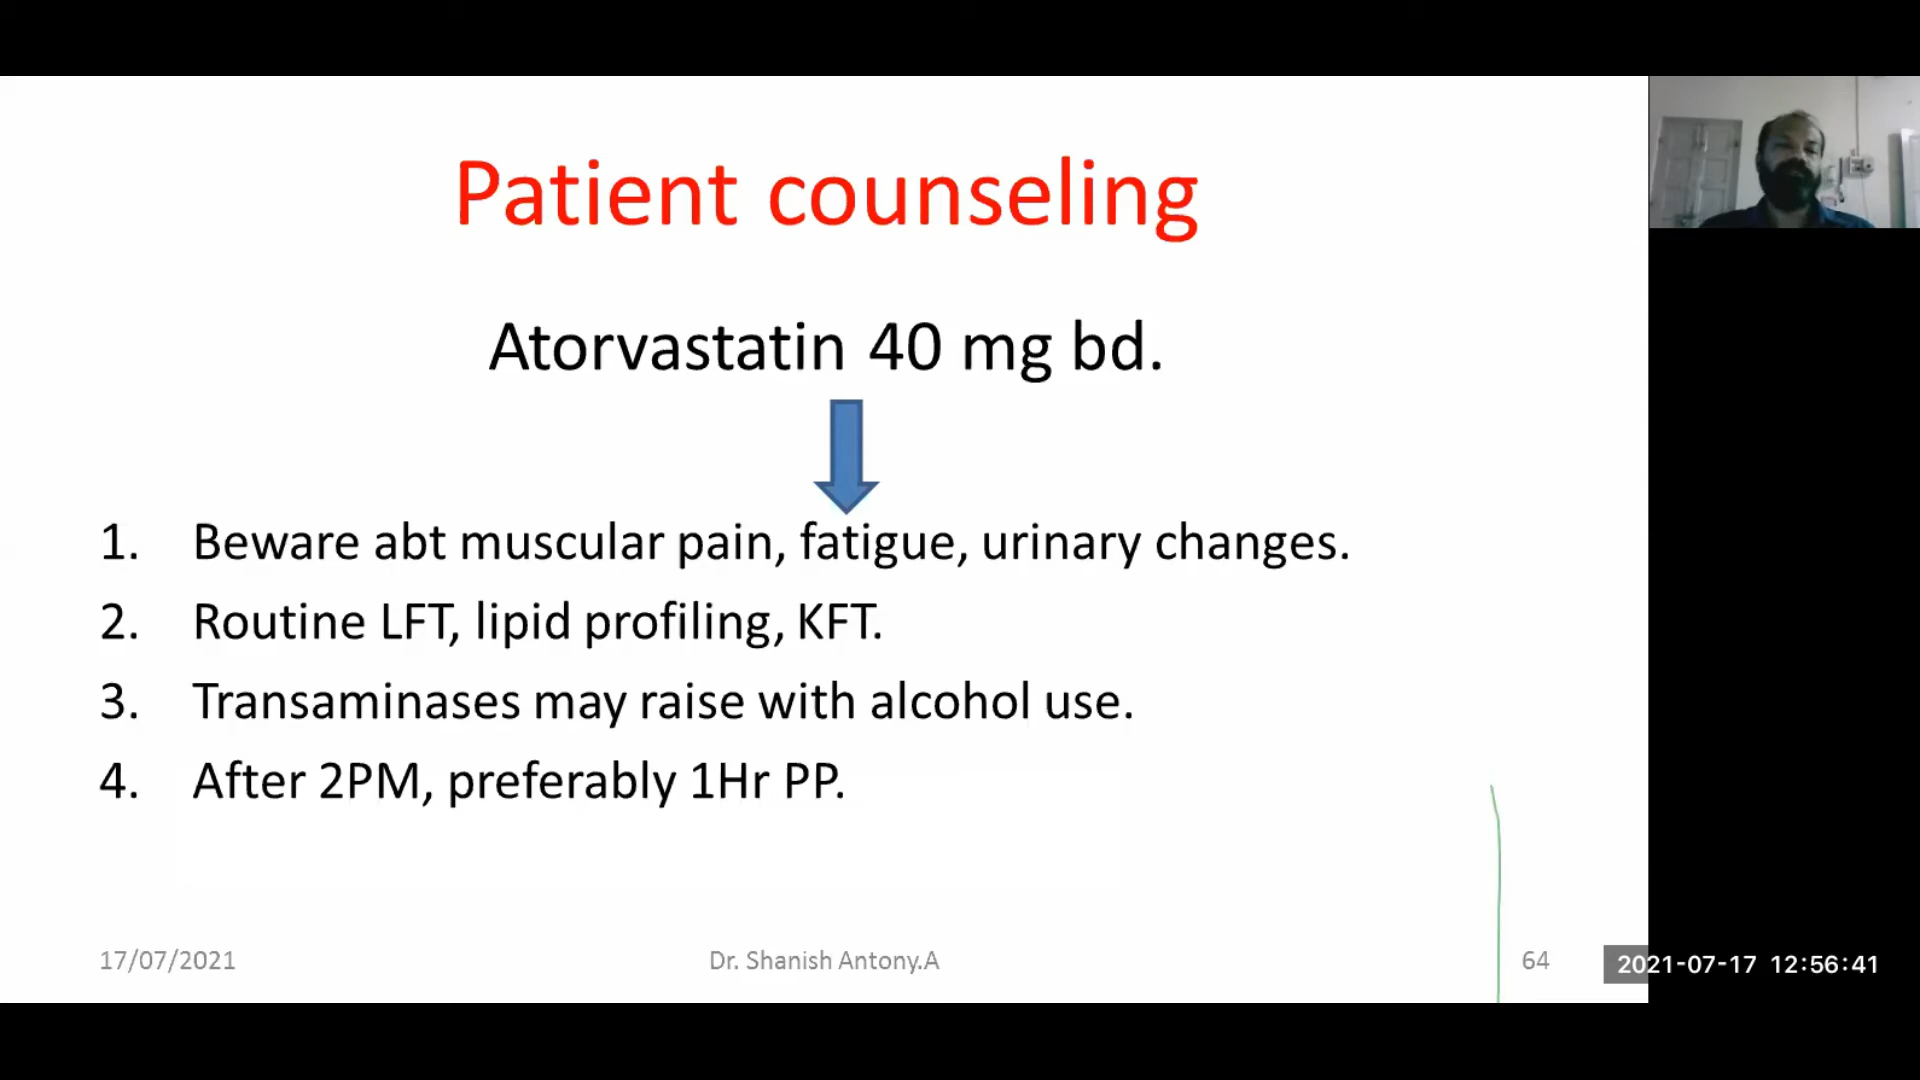 Patient counseling
Atorvastatin 40 mg bd.
1. Beware abt muscular pain, fatigue, urinary changes.
2. Routine LFT, lipid profiling, KFT.
3. Transaminases may raise with alcohol use.
4. After 2PM, preferably 1Hr PP.
17/07/2021 Dr. Shanish Antony.A 64
2021-07-17 12:56:41